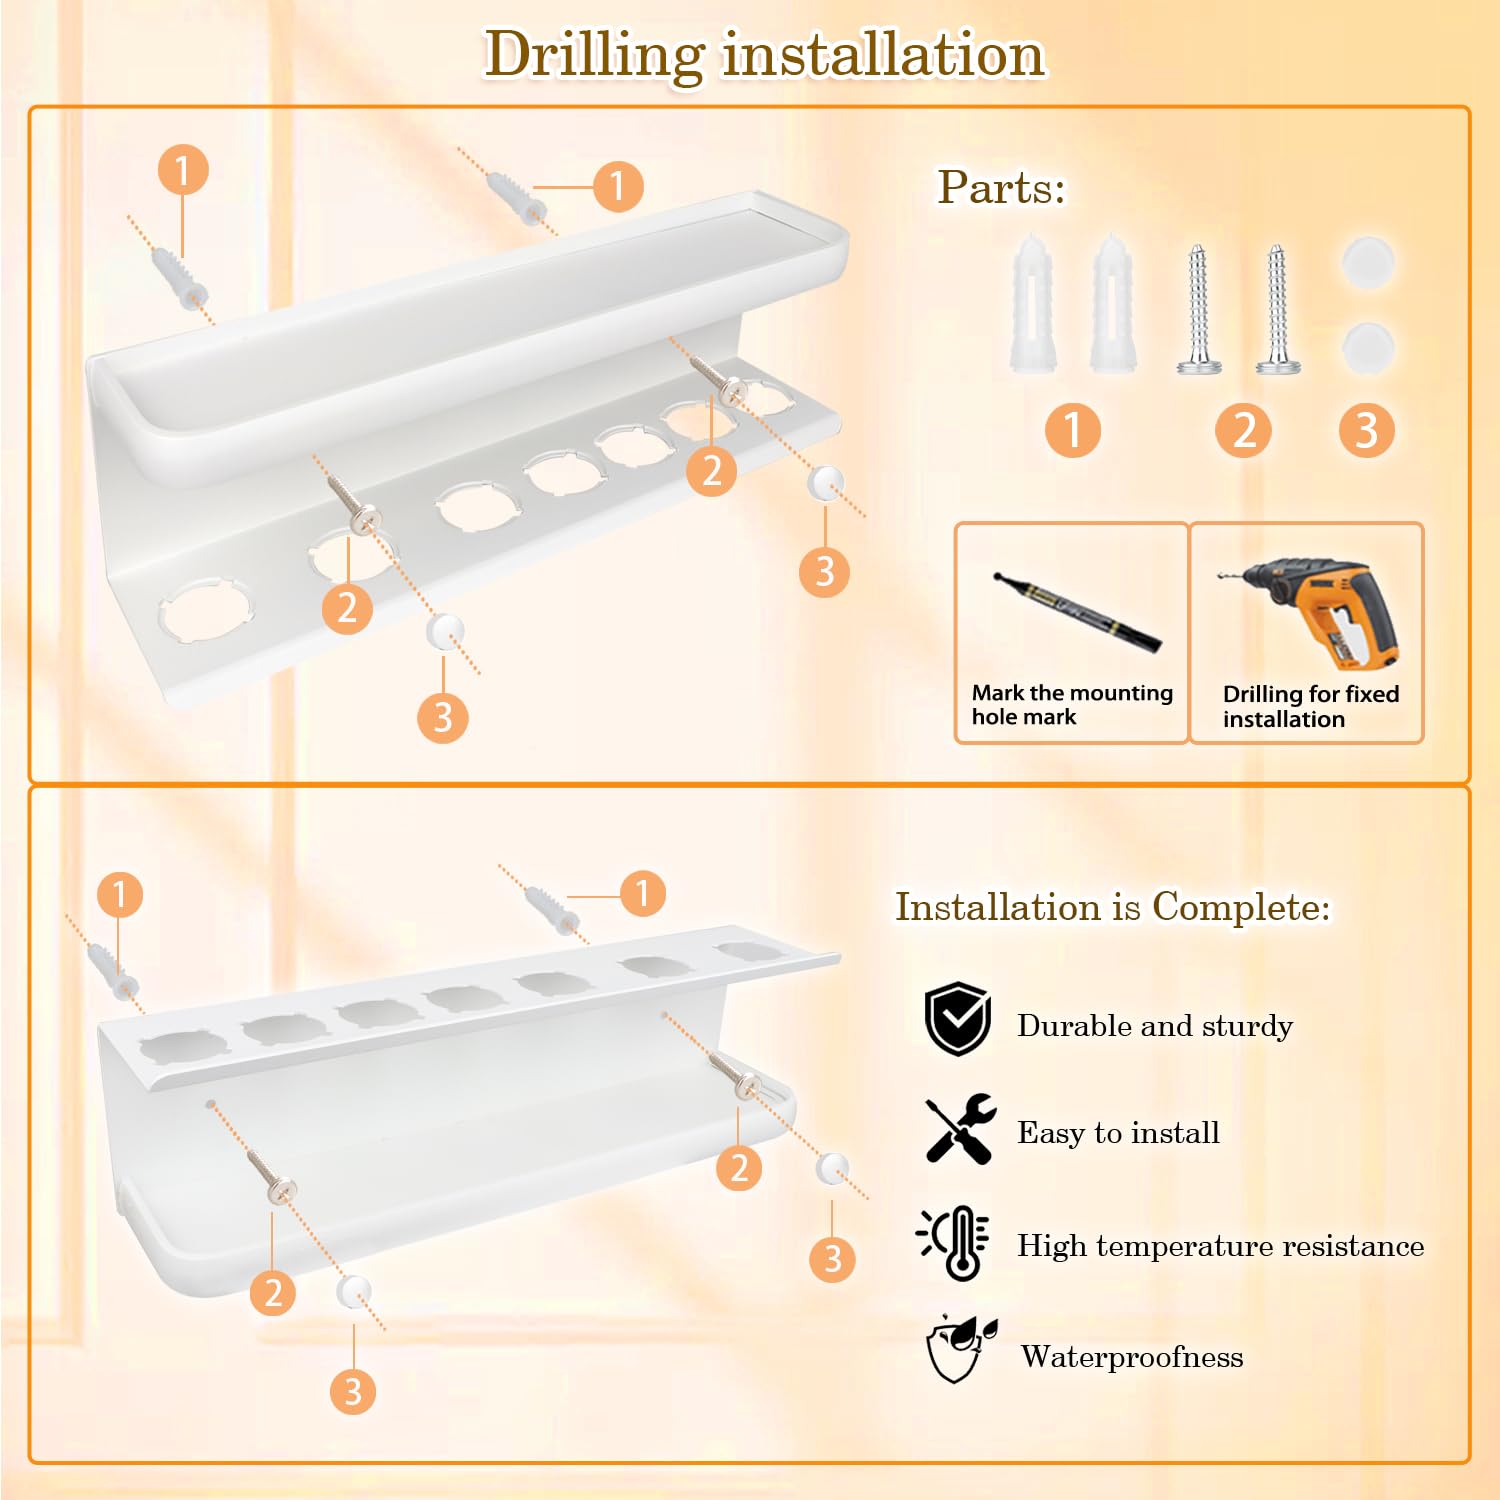 Drilling installation
1
1
2
2
3
3
Parts:
1
2
3
Mark the mounting
hole mark
Drilling for fixed
installation
1
1
2
2
3
3
Installation is Complete:
Durable and sturdy
Easy to install
High temperature resistance
Waterproofness